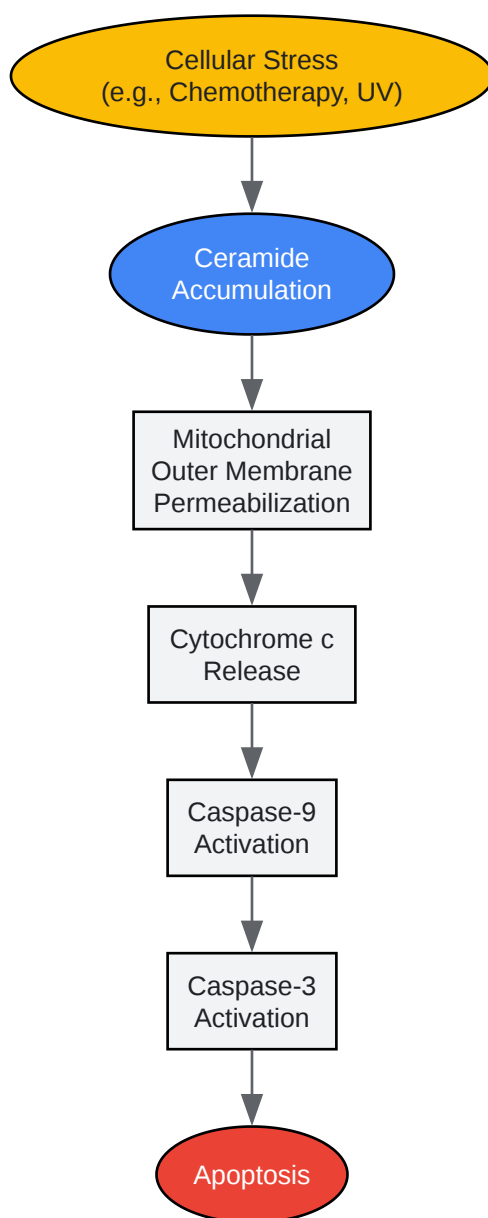 Cellular Stress
(e.g., Chemotherapy, UV)
Ceramide
Accumulation
Mitochondrial
Outer Membrane
Permeabilization
Cytochrome c
Release
Caspase-9
Activation
Caspase-3
Activation
Apoptosis